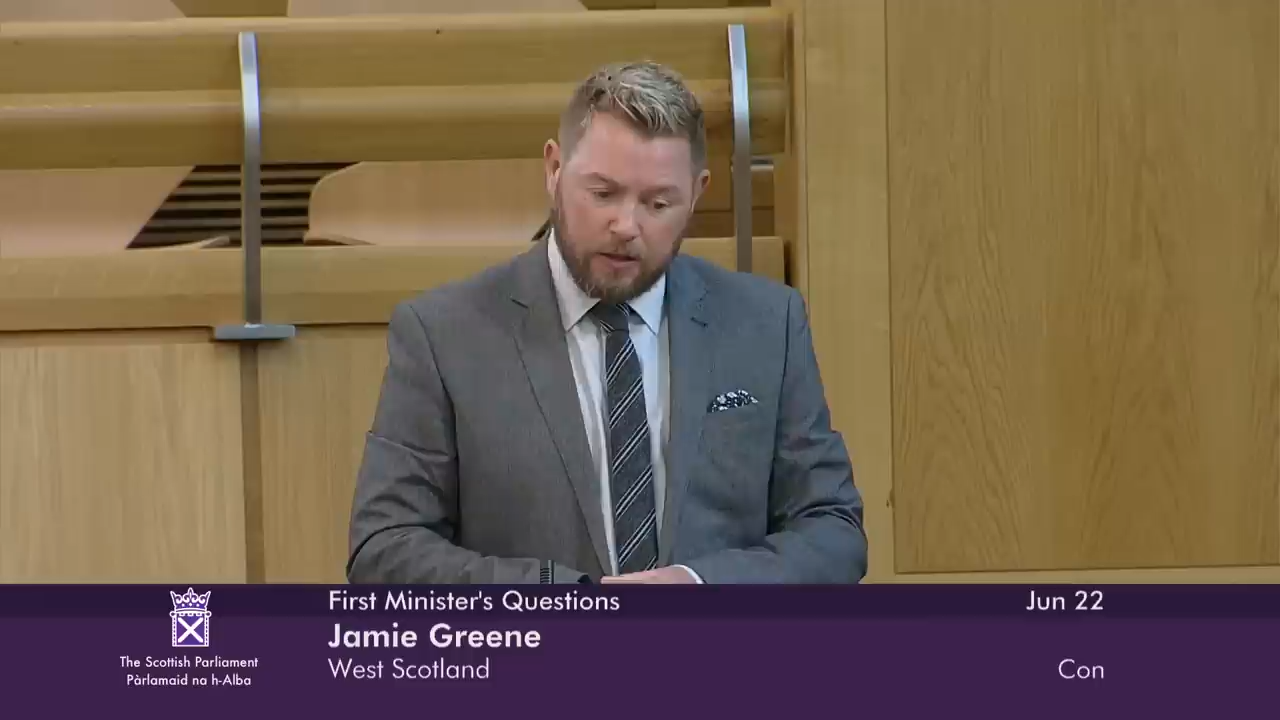 First Minister's Questions
Jun 22
Jamie Greene
The Scottish Parliament
West Scotland
Con
Pàrlamaid na h-Alba